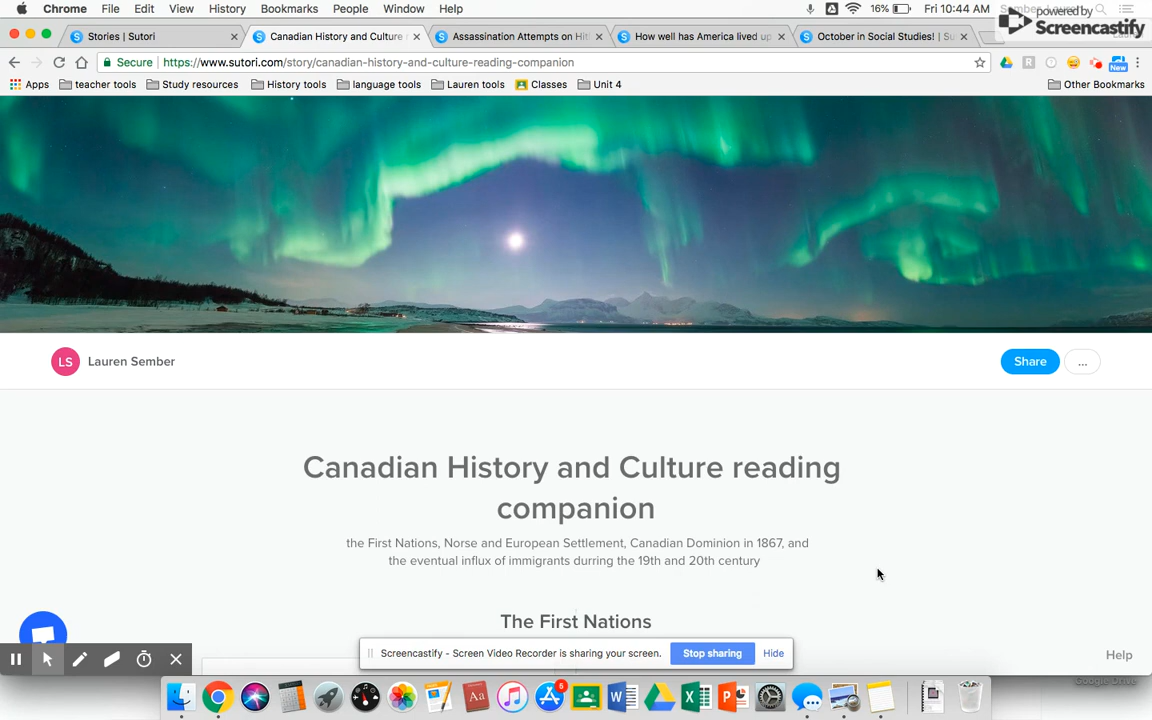 Chrome File Edit View History Bookmarks People Window Help 16% Fri 10:44 AM
powered by
Screencastify
Stories | Sutori
Canadian History and Culture
Assassination Attempts on Hit
How well has America lived up
October in Social Studies! | Su
Secure https://www.sutori.com/story/canadian-history-and-culture-reading-companion
New
Apps teacher tools Study resources History tools language tools Lauren tools Classes Unit 4 Other Bookmarks
LS Lauren Sember Share ...
Canadian History and Culture reading
companion
the First Nations, Norse and European Settlement, Canadian Dominion in 1867, and
the eventual influx of immigrants durring the 19th and 20th century
The First Nations
Screencastify - Screen Video Recorder is sharing your screen. Stop sharing Hide
Help
Google Drive